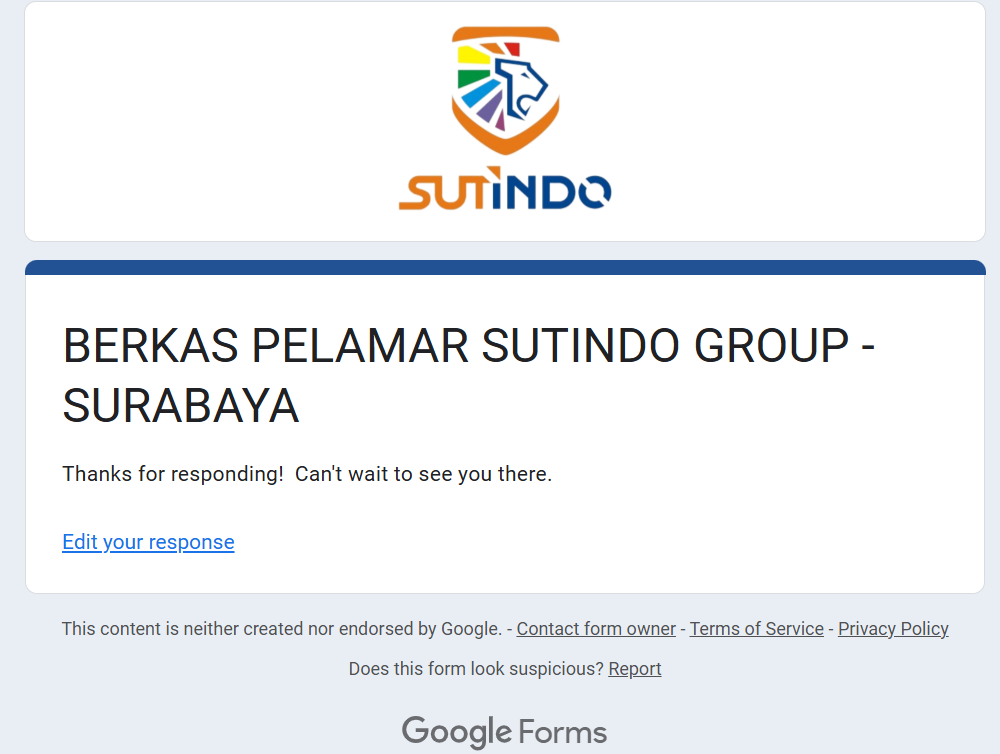 SUTINDO
BERKAS PELAMAR SUTINDO GROUP -
SURABAYA
Thanks for responding!  Can't wait to see you there.
Edit your response
This content is neither created nor endorsed by Google. - Contact form owner - Terms of Service - Privacy Policy
Does this form look suspicious? Report
Google Forms